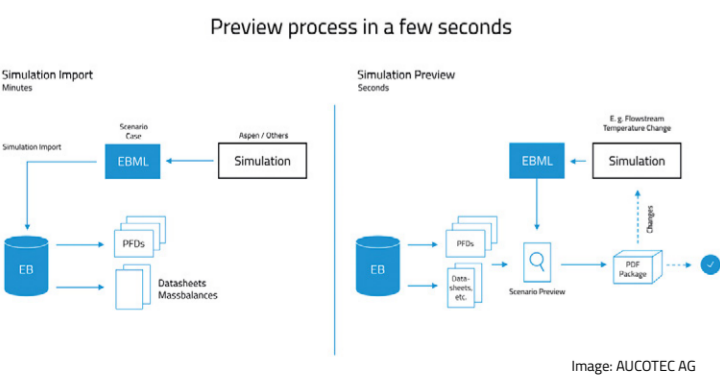 Preview process in a few seconds
Simulation Import
Minutes
Scenario
Case
Aspen / Others
Simulation Import
EBML
Simulation
EB
PFDs
Datasheets
Massbalances
Simulation Preview
Seconds
E. g. Flowstream
Temperature Change
EBML
Simulation
Changes
EB
PFDs
Data-
sheets,
etc.
Scenario Preview
PDF
Package
Image: AUCOTEC AG